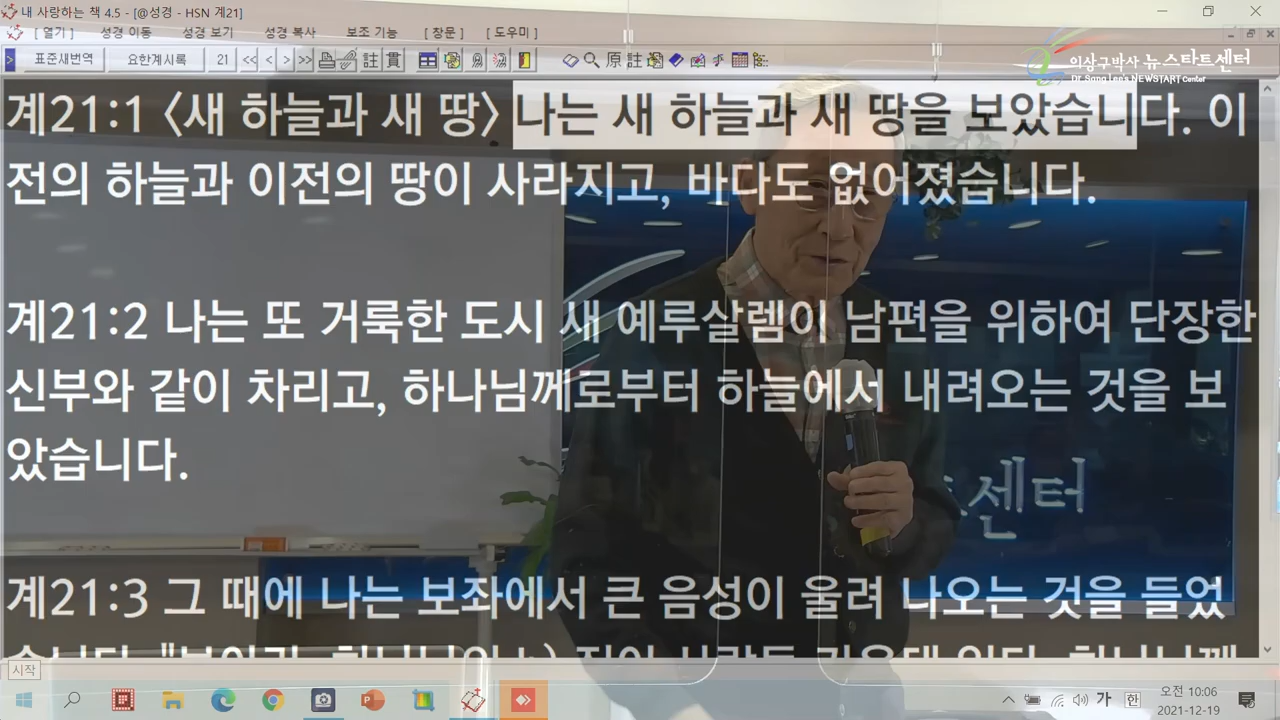 내 사랑하는 책 4.5 - [@성경 - HSN 계21]
[ 열기 ] 성경 이동 성경 보기 성경 복사 보조 기능 [ 창문 ] [ 도우미 ]
표준새번역 요한계시록 21 << < > >> 註 貫 原 註
이상구박사 뉴스타트센터
Dr. Sang Lee's NEWSTART Center
계21:1 〈새 하늘과 새 땅〉 나는 새 하늘과 새 땅을 보았습니다. 이
전의 하늘과 이전의 땅이 사라지고, 바다도 없어졌습니다.
계21:2 나는 또 거룩한 도시 새 예루살렘이 남편을 위하여 단장한
신부와 같이 차리고, 하나님께로부터 하늘에서 내려오는 것을 보
았습니다.
센터
계21:3 그 때에 나는 보좌에서 큰 음성이 울려 나오는 것을 들었
시작
가 한 오전 10:06
2021-12-19